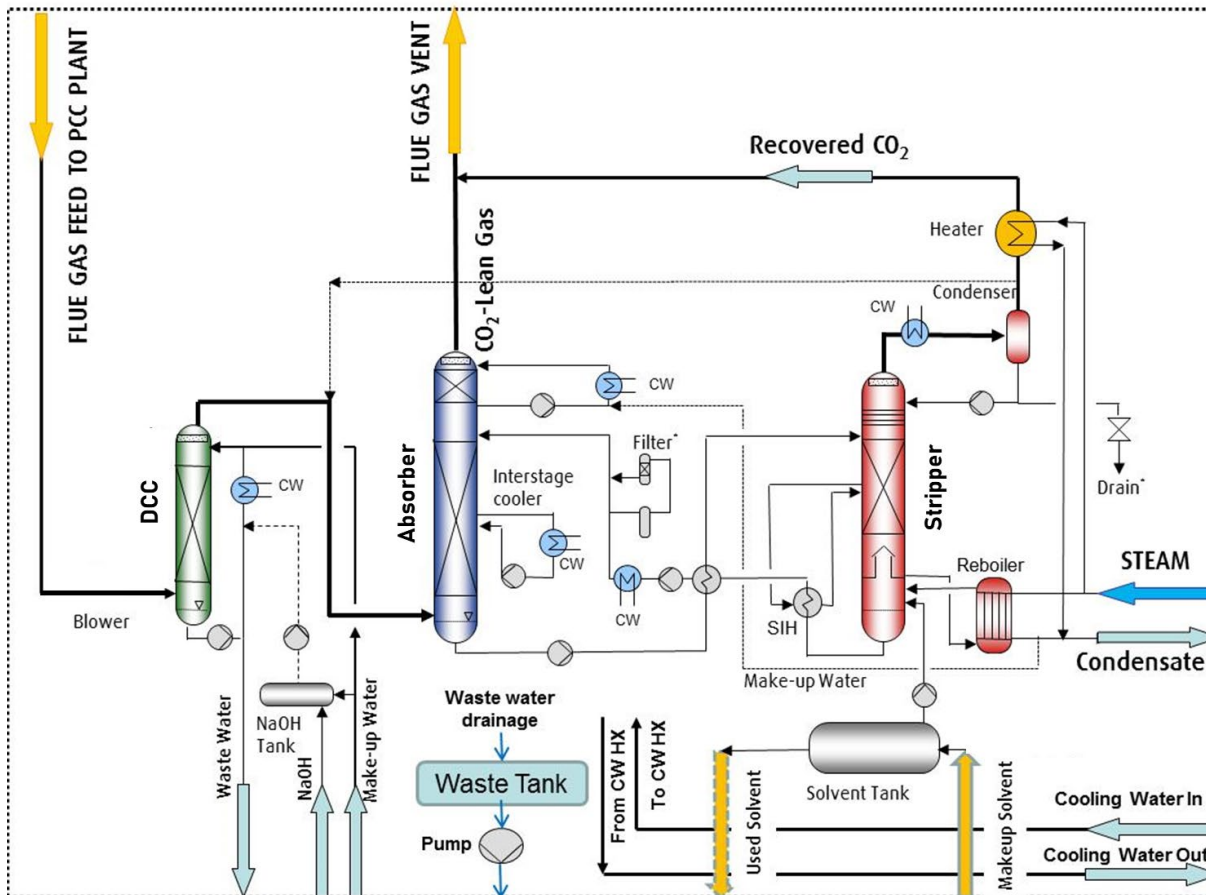 FLUE GAS FEED TO PCC PLANT
FLUE GAS VENT
Recovered CO₂
Heater
CO₂-Lean Gas
Condenser
CW
CW
DCC
CW
Absorber
Filter*
Interstage
cooler
CW
Stripper
Drain*
Blower
CW
SIH
Reboiler
STEAM
Make-up Water
Condensate
NaOH
Tank
Waste Water
NaOH
Make-up Water
Waste water
drainage
Waste Tank
Pump
From CW HX
To CW HX
Used Solvent
Solvent Tank
Makeup Solvent
Cooling Water In
Cooling Water Out